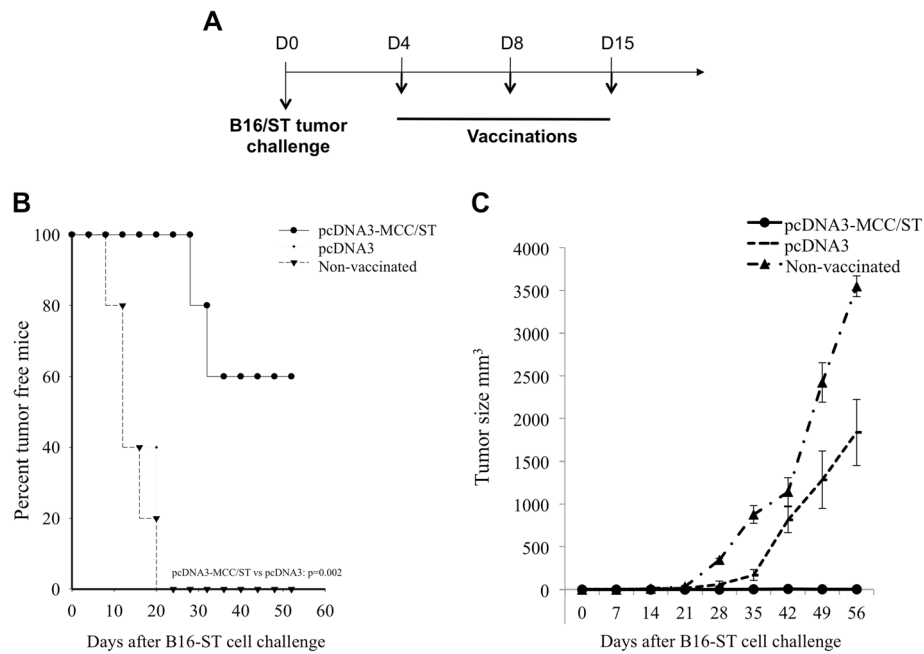 A
D0
D4
D8
D15
B16/ST tumor
challenge
Vaccinations
B
pcDNA3-MCC/ST
pcDNA3
Non-vaccinated
100
80
60
40
20
0
Percent tumor free mice
pcDNA3-MCC/ST vs pcDNA3: p=0.002
0 10 20 30 40 50 60
Days after B16-ST cell challenge
C
pcDNA3-MCC/ST
pcDNA3
Non-vaccinated
4000
3500
3000
2500
2000
1500
1000
500
0
Tumor size mm³
0 7 14 21 28 35 42 49 56
Days after B16-ST cell challenge